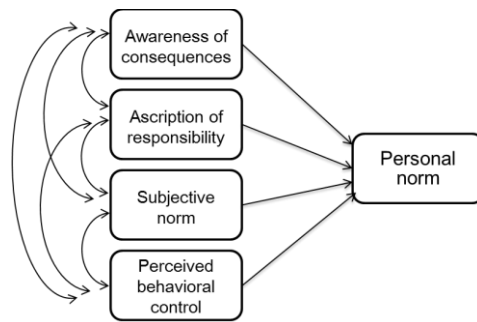 Awareness of
consequences
Ascription of
responsibility
Subjective
norm
Perceived
behavioral
control
Personal
norm